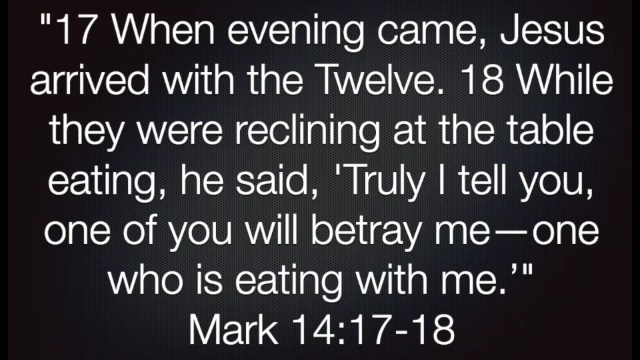 "17 When evening came, Jesus
arrived with the Twelve. 18 While
they were reclining at the table
eating, he said, 'Truly I tell you,
one of you will betray me—one
who is eating with me.’"
Mark 14:17-18